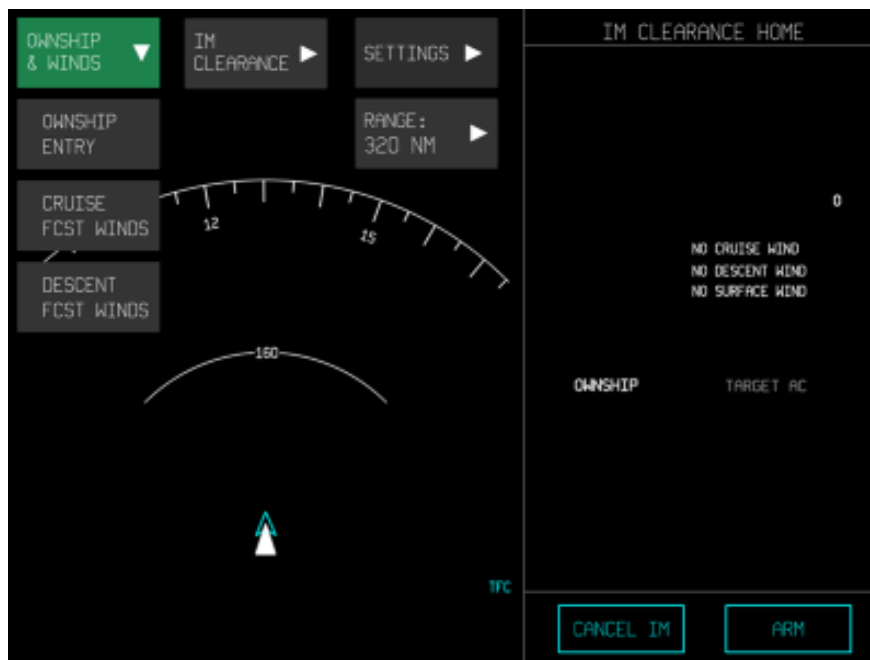 OWNSHIP
& WINDS
IM
CLEARANCE
SETTINGS
OWNSHIP
ENTRY
RANGE:
320 NM
CRUISE
FCST WINDS
DESCENT
FCST WINDS
12
15
160
TFC
IM CLEARANCE HOME
0
NO CRUISE WIND
NO DESCENT WIND
NO SURFACE WIND
OWNSHIP
TARGET AC
CANCEL IM
ARM